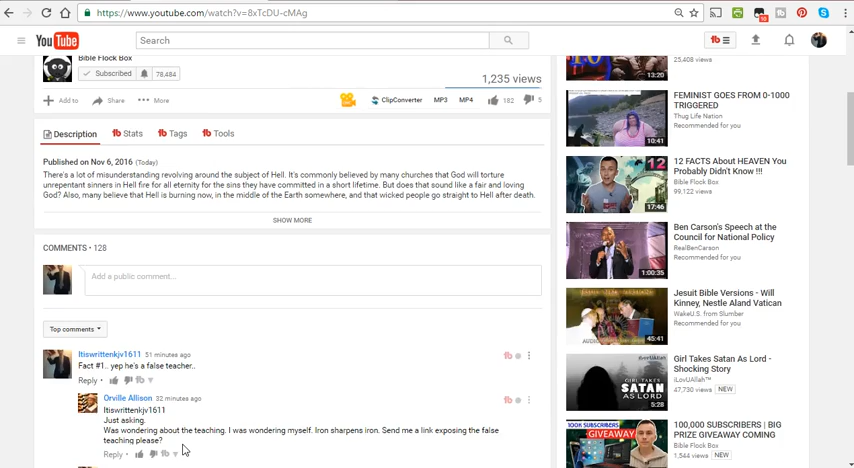 https://www.youtube.com/watch?v=8xTcDU-cMAg
10
YouTube
Search
Bible Flock Box
Subscribed
78,484
1,235 views
Add to
Share
More
ClipConverter
MP3
MP4
182
5
Description
Stats
Tags
Tools
Published on Nov 6, 2016 (Today)
There's a lot of misunderstanding revolving around the subject of Hell. It's commonly believed by many churches that God will torture
unrepentant sinners in Hell fire for all eternity for the sins they have committed in a short lifetime. But does that sound like a fair and loving
God? Also, many believe that Hell is burning now, in the middle of the Earth somewhere, and that wicked people go straight to Hell after death.
SHOW MORE
COMMENTS • 128
Add a public comment...
Top comments
Itiswrittenkjv1611 51 minutes ago
Fact #1.. yep he's a false teacher..
Reply
Orville Allison 32 minutes ago
Itiswrittenkjv1611
Just asking.
Was wondering about the teaching. I was wondering myself. Iron sharpens iron. Send me a link exposing the false
teaching please?
Reply
13:20
25,408 views
10:41
FEMINIST GOES FROM 0-1000
TRIGGERED
Thug Life Nation
Recommended for you
12
17:46
12 FACTS About HEAVEN You
Probably Didn't Know !!!
Bible Flock Box
99,122 views
1:00:35
Ben Carson's Speech at the
Council for National Policy
RealBenCarson
Recommended for you
45:41
Jesuit Bible Versions - Will
Kinney, Nestle Aland Vatican
WakeU.S. from Slumber
Recommended for you
iLovUAllah
5:28
Girl Takes Satan As Lord -
Shocking Story
iLovUAllah™
47,730 views NEW
100K SUBSCRIBERS
GIVEAWAY
100,000 SUBSCRIBERS | BIG
PRIZE GIVEAWAY COMING
Bible Flock Box
1,544 views NEW